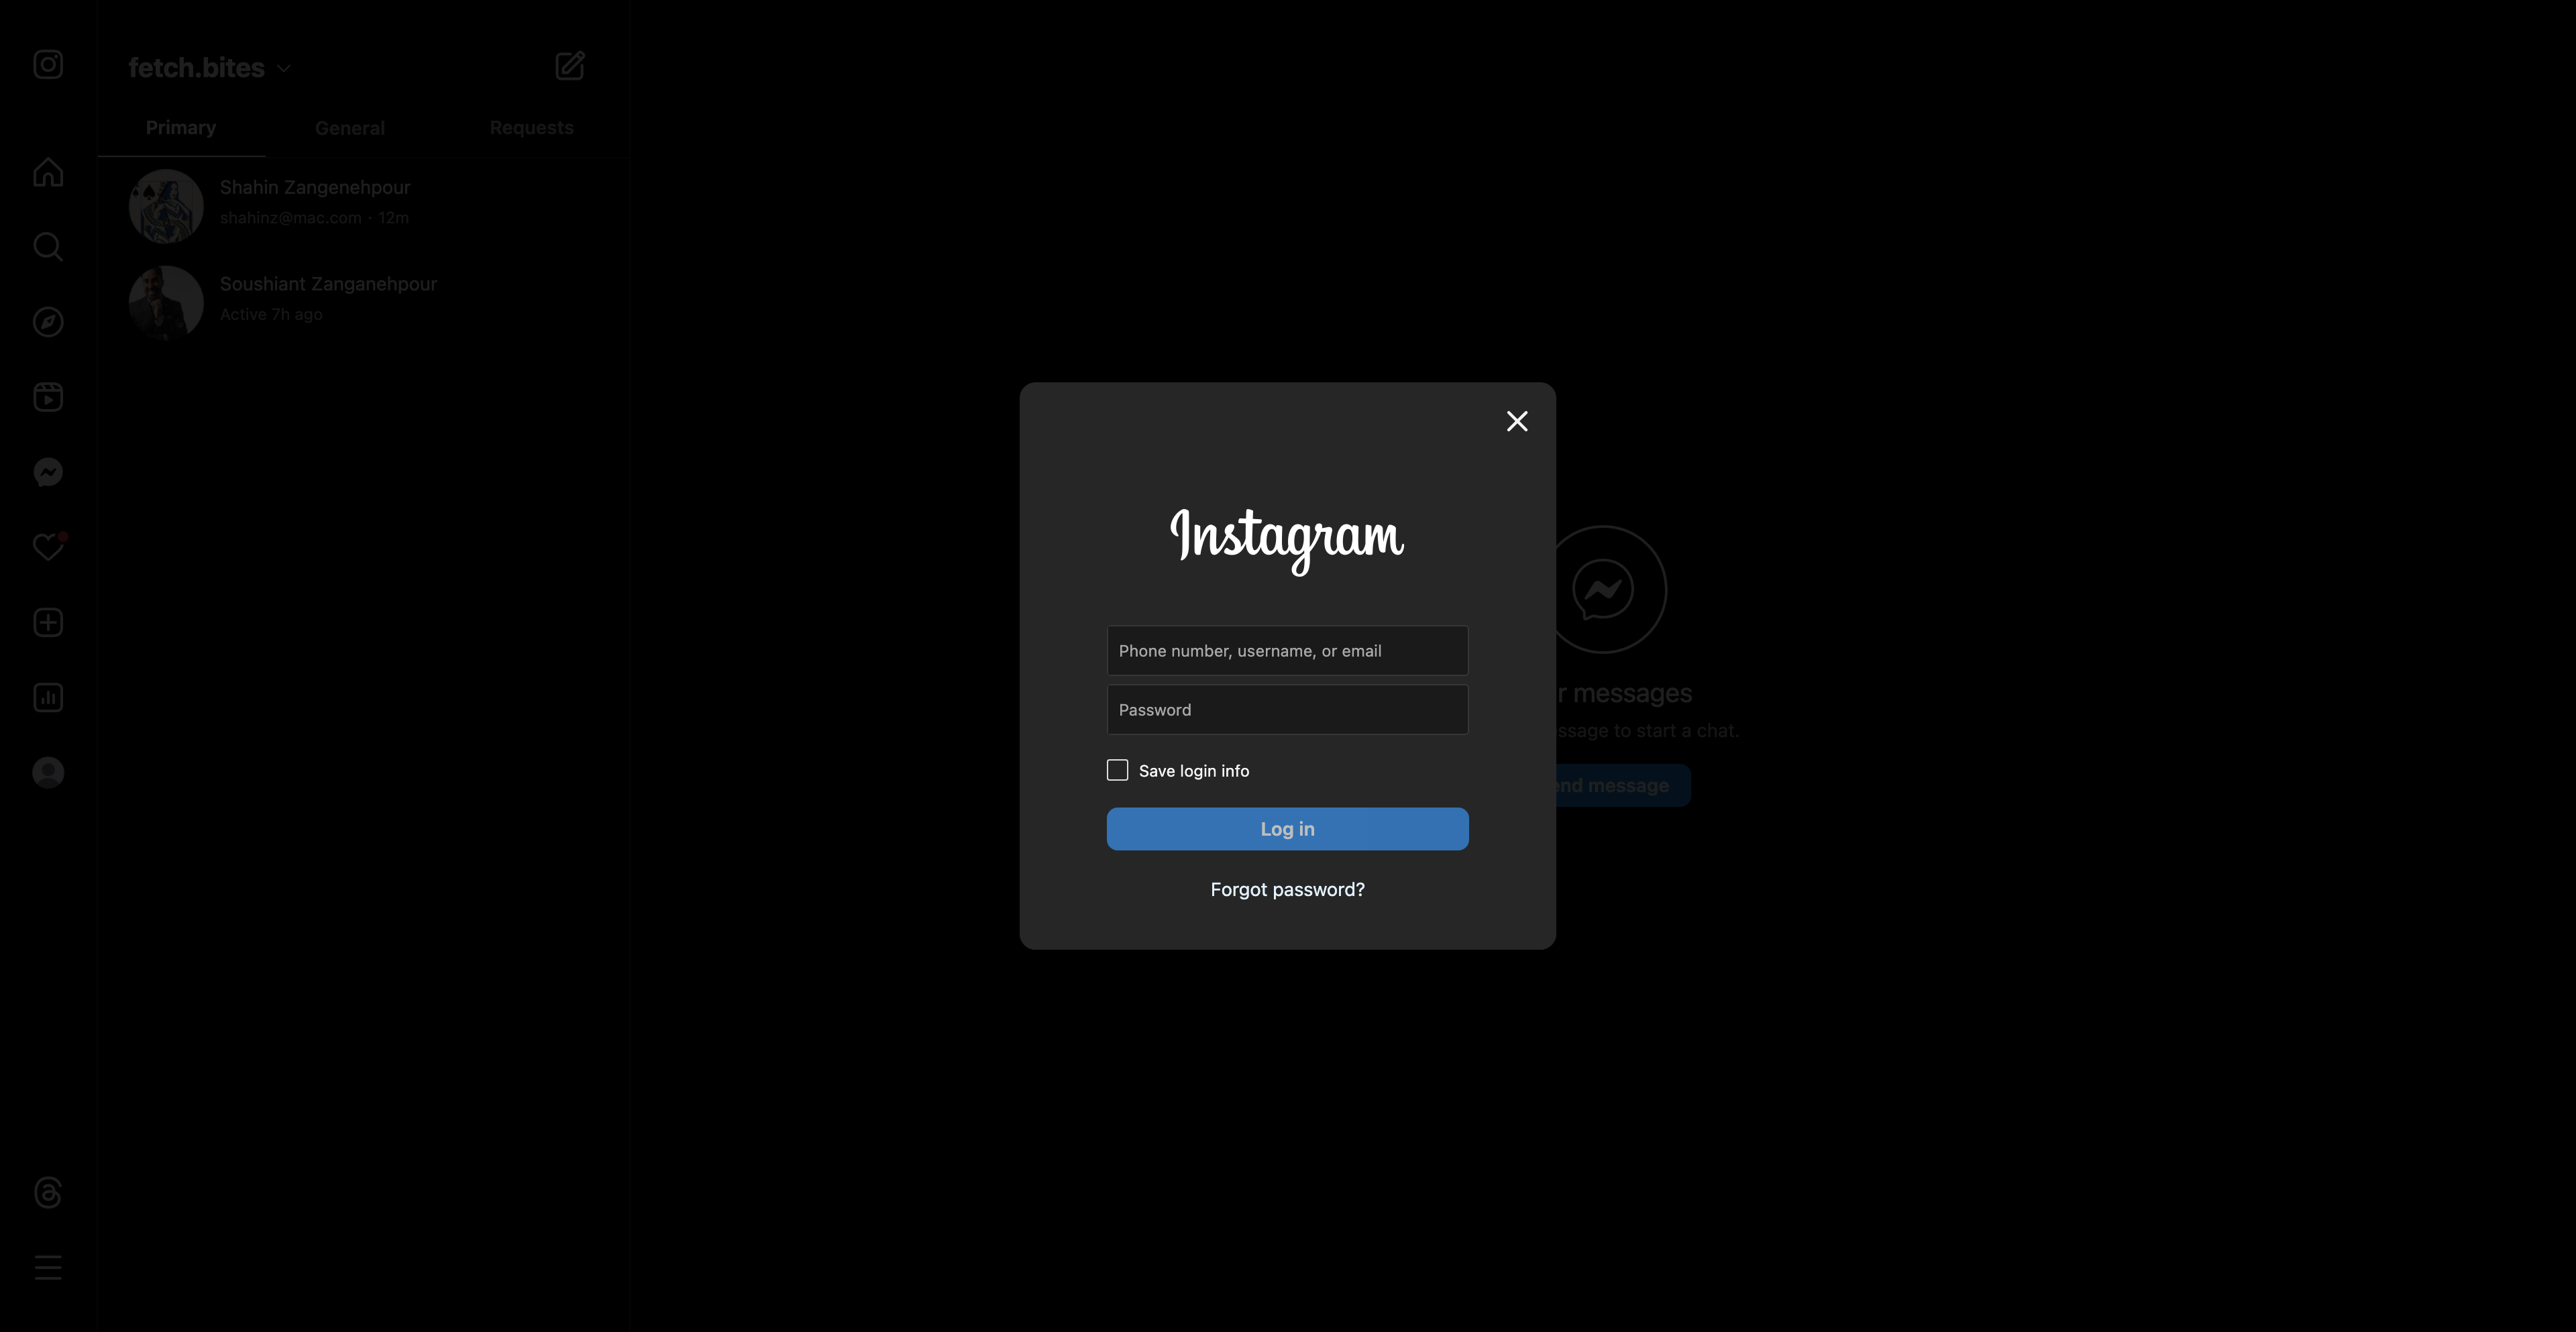 fetch.bites
Primary
General
Requests
Shahin Zangenehpour
shahinz@mac.com · 12m
Soushiant Zanganehpour
Active 7h ago
Instagram
Phone number, username, or email
Password
Save login info
Log in
Forgot password?
r messages
ssage to start a chat.
nd message